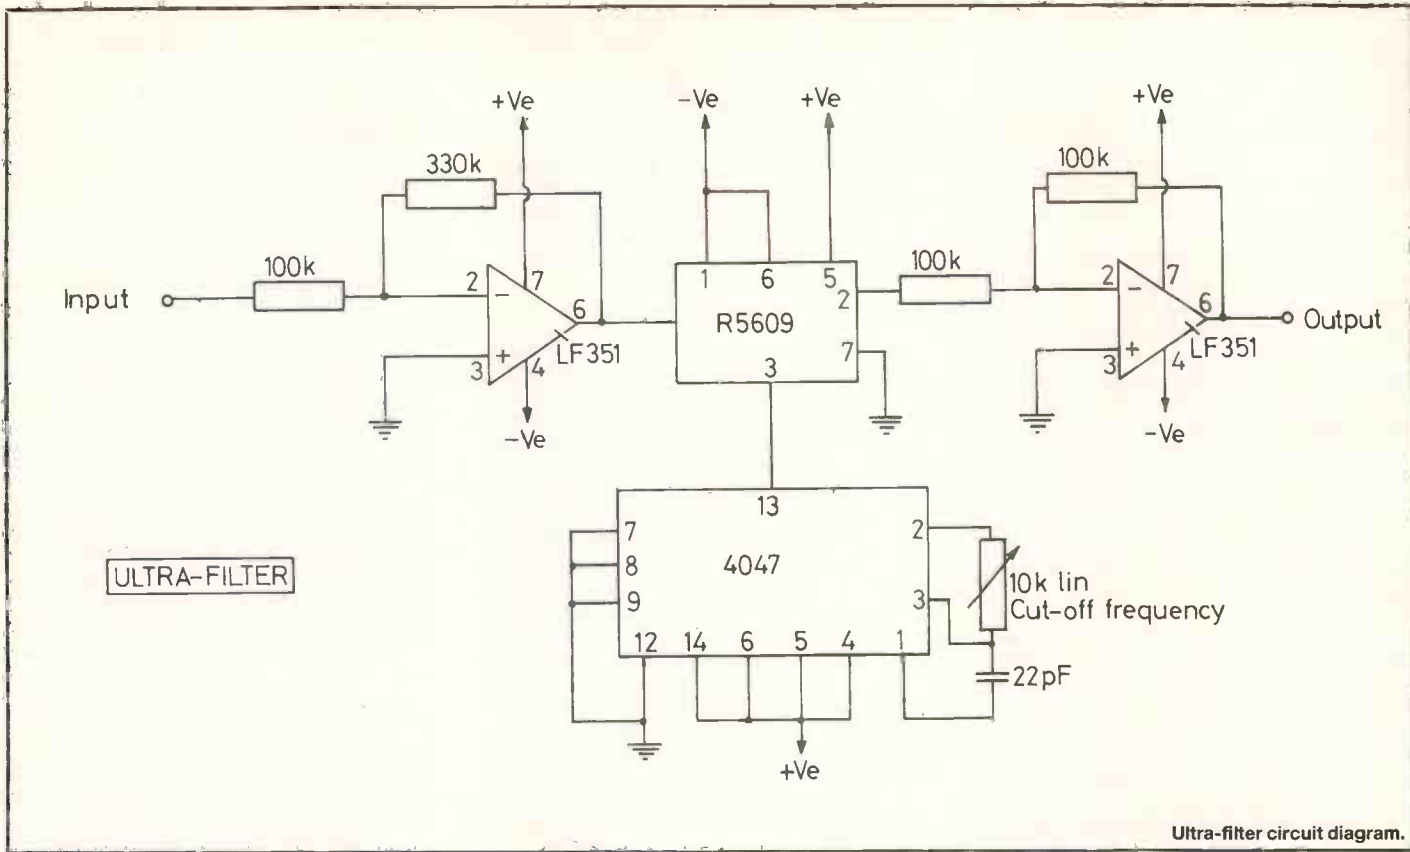 +Ve
-Ve
+Ve
+Ve
330k
100k
100k
100k
Input
2
-
7
6
+
3
4
LF351
-Ve
1
6
5
2
R5609
7
3
2
-
7
6
+
3
4
LF351
-Ve
Output
13
7
2
8
4047
9
3
12
14
6
5
4
1
10k lin
Cut-off frequency
22pF
+Ve
ULTRA-FILTER
Ultra-filter circuit diagram.